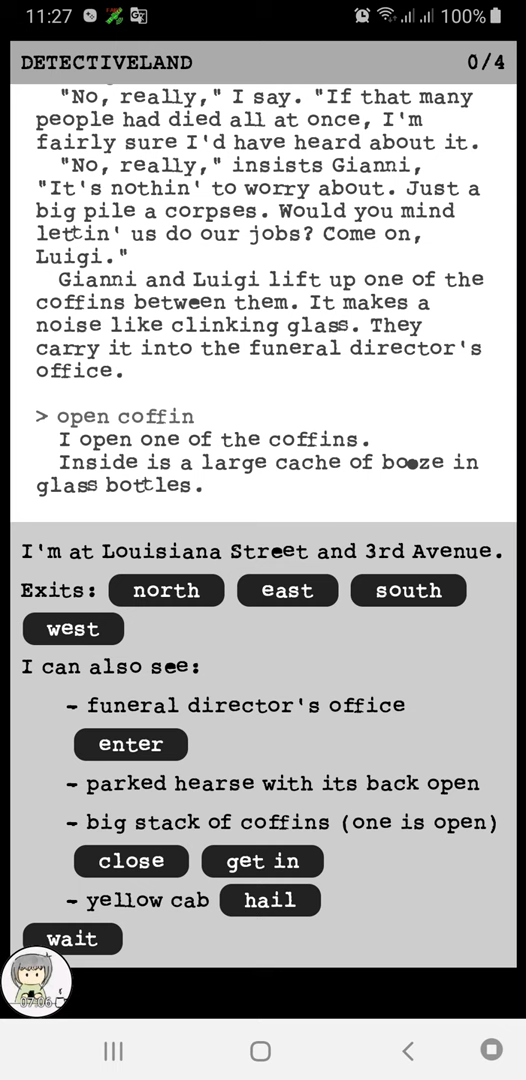 11:27
100%
DETECTIVELAND 0/4
"No, really," I say. "If that many
people had died all at once, I'm
fairly sure I'd have heard about it.
"No, really," insists Gianni,
"It's nothin' to worry about. Just a
big pile a corpses. Would you mind
lettin' us do our jobs? Come on,
Luigi."
Gianni and Luigi lift up one of the
coffins between them. It makes a
noise like clinking glass. They
carry it into the funeral director's
office.
> open coffin
I open one of the coffins.
Inside is a large cache of booze in
glass bottles.
I'm at Louisiana Street and 3rd Avenue.
Exits: north east south
west
I can also see:
- funeral director's office
enter
- parked hearse with its back open
- big stack of coffins (one is open)
close get in
- yellow cab hail
wait
07:06